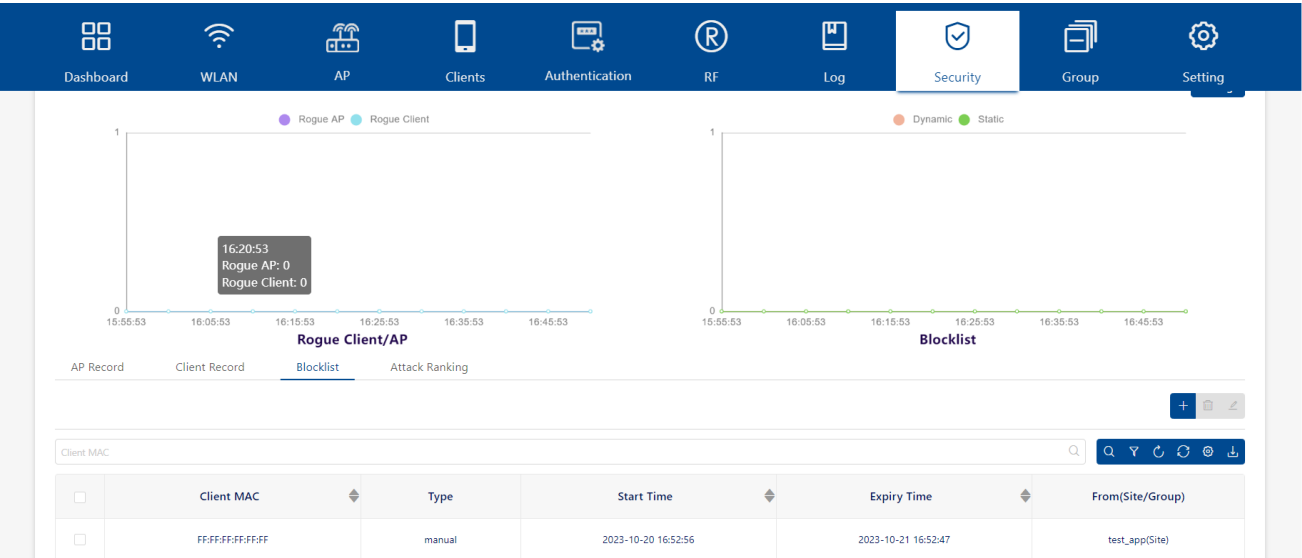 Dashboard WLAN AP Clients Authentication RF Log Security Group Setting
Rogue AP Rogue Client
Dynamic Static
1
1
16:20:53
Rogue AP: 0
Rogue Client: 0
0
0
15:55:53 16:05:53 16:15:53 16:25:53 16:35:53 16:45:53
15:55:53 16:05:53 16:15:53 16:25:53 16:35:53 16:45:53
Rogue Client/AP
Blocklist
AP Record Client Record Blocklist Attack Ranking
Client MAC
Client MAC Type Start Time Expiry Time From(Site/Group)
FF:FF:FF:FF:FF:FF manual 2023-10-20 16:52:56 2023-10-21 16:52:47 test_app(Site)